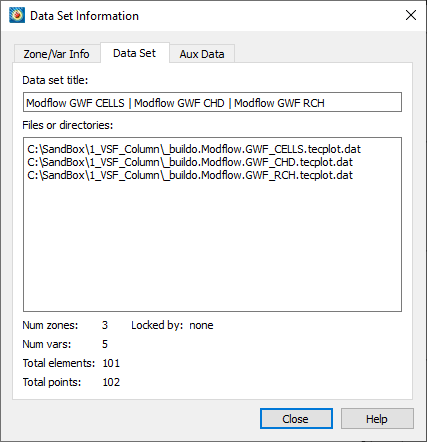 Data Set Information
Zone/Var Info Data Set Aux Data
Data set title:
Modflow GWF CELLS | Modflow GWF CHD | Modflow GWF RCH
Files or directories:
C:\SandBox\1_VSF_Column\_buildo.Modflow.GWF_CELLS.tecplot.dat
C:\SandBox\1_VSF_Column\_buildo.Modflow.GWF_CHD.tecplot.dat
C:\SandBox\1_VSF_Column\_buildo.Modflow.GWF_RCH.tecplot.dat
Num zones: 3 Locked by: none
Num vars: 5
Total elements: 101
Total points: 102
Close Help